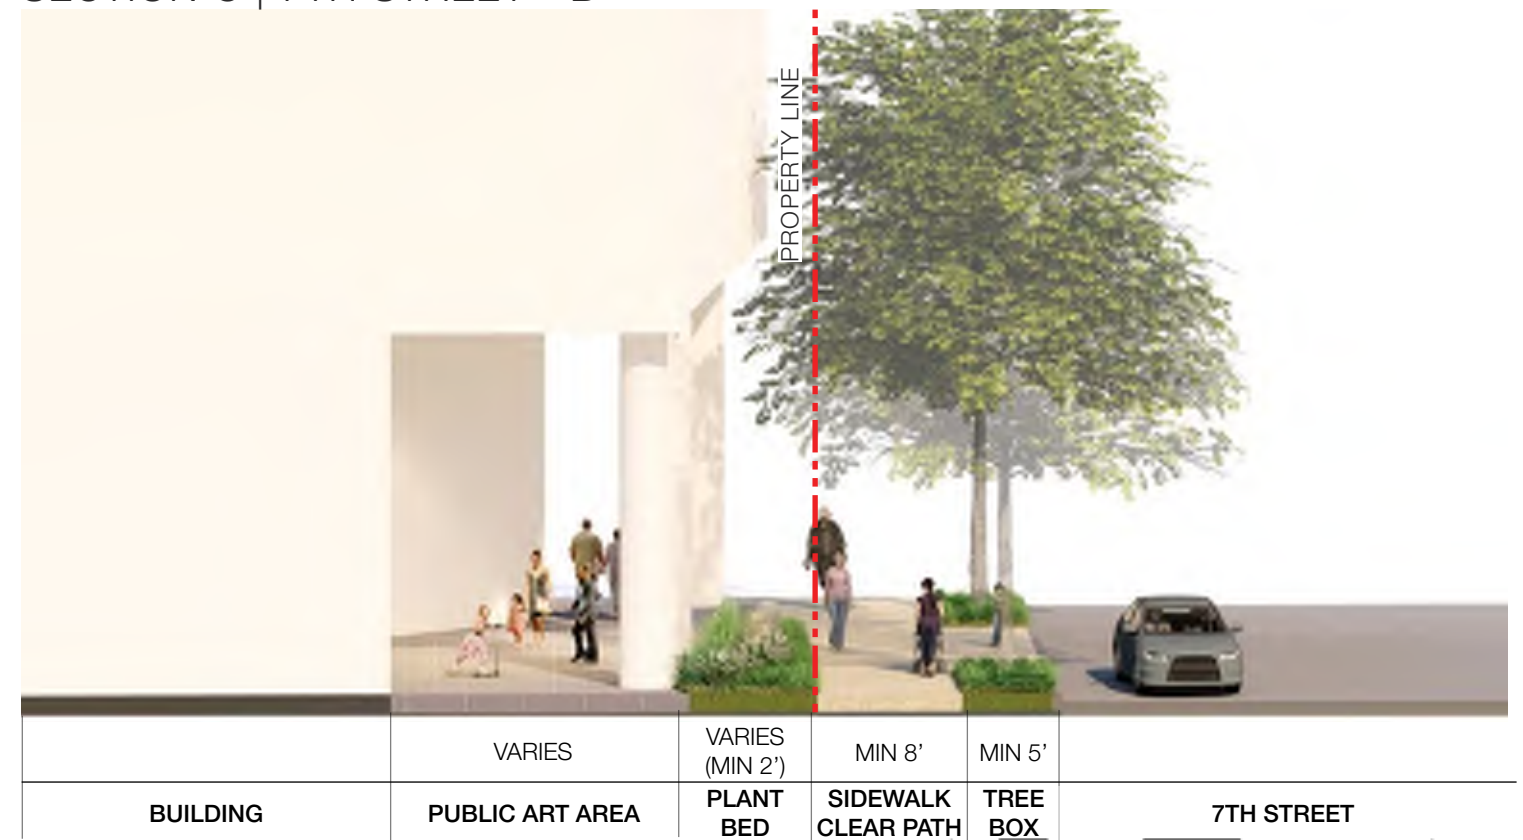 PROPERTY LINE
VARIES
VARIES
(MIN 2’)
MIN 8’
MIN 5’
BUILDING
PUBLIC ART AREA
PLANT
BED
SIDEWALK
CLEAR PATH
TREE
BOX
7TH STREET